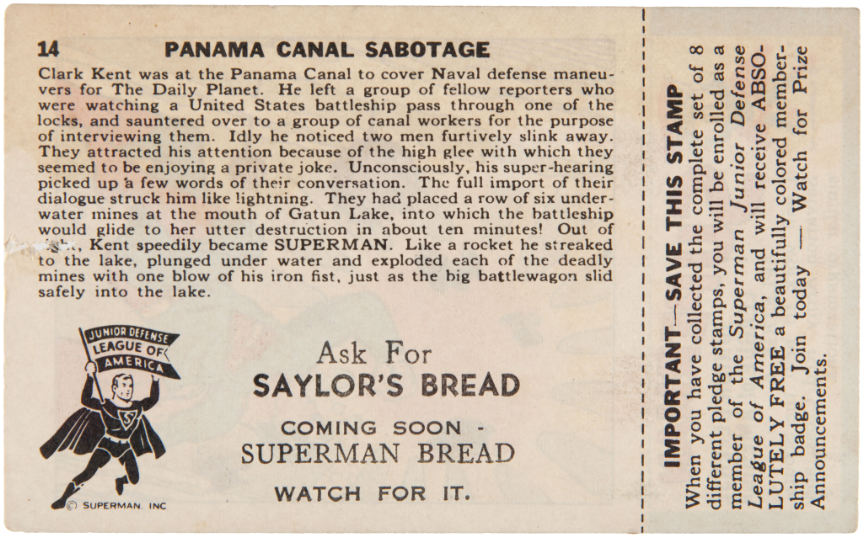 14 PANAMA CANAL SABOTAGE
Clark Kent was at the Panama Canal to cover Naval defense maneu-
vers for The Daily Planet. He left a group of fellow reporters who
were watching a United States battleship pass through one of the
locks, and sauntered over to a group of canal workers for the purpose
of interviewing them. Idly he noticed two men furtively slink away.
They attracted his attention because of the high glee with which they
seemed to be enjoying a private joke. Unconsciously, his super-hearing
picked up a few words of their conversation. The full import of their
dialogue struck him like lightning. They had placed a row of six under-
water mines at the mouth of Gatun Lake, into which the battleship
would glide to her utter destruction in about ten minutes! Out of
Kent speedily became SUPERMAN. Like a rocket he streaked
to the lake, plunged under water and exploded each of the deadly
mines with one blow of his iron fist, just as the big battlewagon slid
safely into the lake.
JUNIOR DEFENSE
LEAGUE OF
AMERICA
S
© SUPERMAN. INC
Ask For
SAYLOR'S BREAD
COMING SOON -
SUPERMAN BREAD
WATCH FOR IT.
IMPORTANT—SAVE THIS STAMP
When you have collected the complete set of 8
different pledge stamps, you will be enrolled as a
member of the Superman Junior Defense
League of America, and will receive ABSO-
LUTELY FREE a beautifully colored member-
ship badge. Join today — Watch for Prize
Announcements.